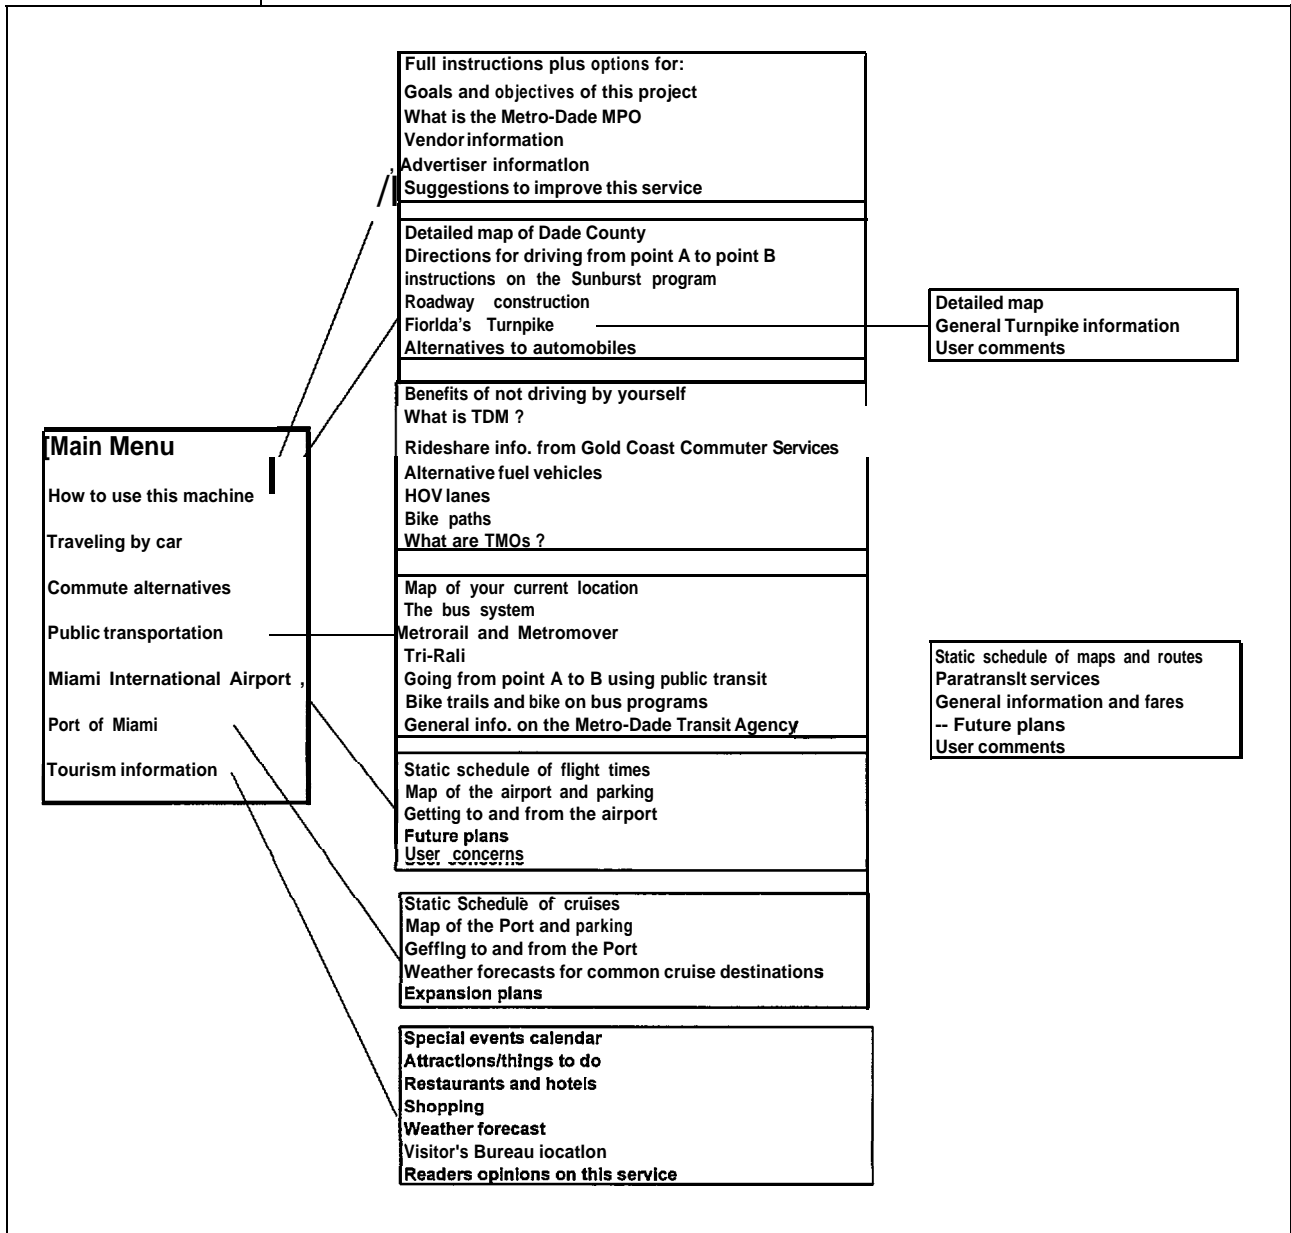 [Main Menu
How to use this machine
Traveling by car
Commute alternatives
Public transportation
Miami International Airport ,
Port of Miami
Tourism information
Full instructions plus options for:
Goals and objectives of this project
What is the Metro-Dade MPO
Vendor information
, Advertiser information
Suggestions to improve this service
Detailed map of Dade County
Directions for driving from point A to point B
instructions on the Sunburst program
Roadway construction
Fiorlda's Turnpike
Alternatives to automobiles
Benefits of not driving by yourself
What is TDM ?
Rideshare info. from Gold Coast Commuter Services
Alternative fuel vehicles
HOV lanes
Bike paths
What are TMOs ?
Map of your current location
The bus system
Metrorail and Metromover
Tri-Rali
Going from point A to B using public transit
Bike trails and bike on bus programs
General info. on the Metro-Dade Transit Agency
Static schedule of flight times
Map of the airport and parking
Getting to and from the airport
Future plans
User concerns
Static Schedule of cruises
Map of the Port and parking
GeffIng to and from the Port
Weather forecasts for common cruise destinations
Expansion plans
Special events calendar
Attractions/things to do
Restaurants and hotels
Shopping
Weather forecast
Visitor's Bureau iocatIon
Readers opinions on this service
Detailed map
General Turnpike information
User comments
Static schedule of maps and routes
ParatransIt services
General information and fares
-- Future plans
User comments